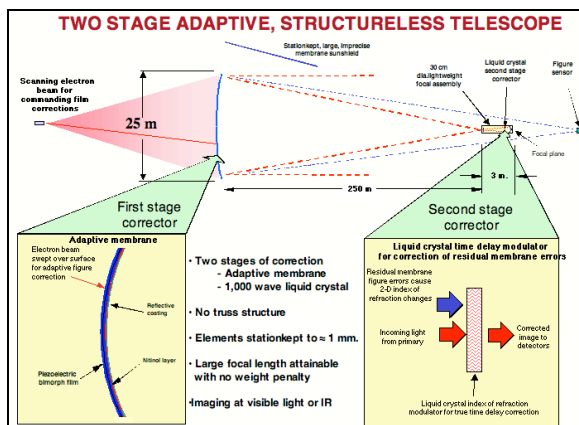 TWO STAGE ADAPTIVE, STRUCTURELESS TELESCOPE
Stationkept, large, imprecise
membrane sunshield
Scanning electron
beam for
commanding film
corrections
25 m
30 cm
dia.lightweight
focal assembly
Liquid crystal
second stage
corrector
Figure
sensor
Focal plane
3 m.
250 m
First stage
corrector
Second stage
corrector
Adaptive membrane
Electron beam
swept over surface
for adaptive figure
correction
Reflective
coating
Piezoelectric
bimorph film
Nitinol layer
• Two stages of correction
- Adaptive membrane
- 1,000 wave liquid crystal
• No truss structure
• Elements stationkept to ≈ 1 mm.
• Large focal length attainable
with no weight penalty
•Imaging at visible light or IR
Liquid crystal time delay modulator
for correction of residual membrane errors
Residual membrane
figure errors cause
2-D index of
refraction changes
Incoming light
from primary
Corrected
image to
detectors
Liquid crystal index of refraction
modulator for true time delay correction